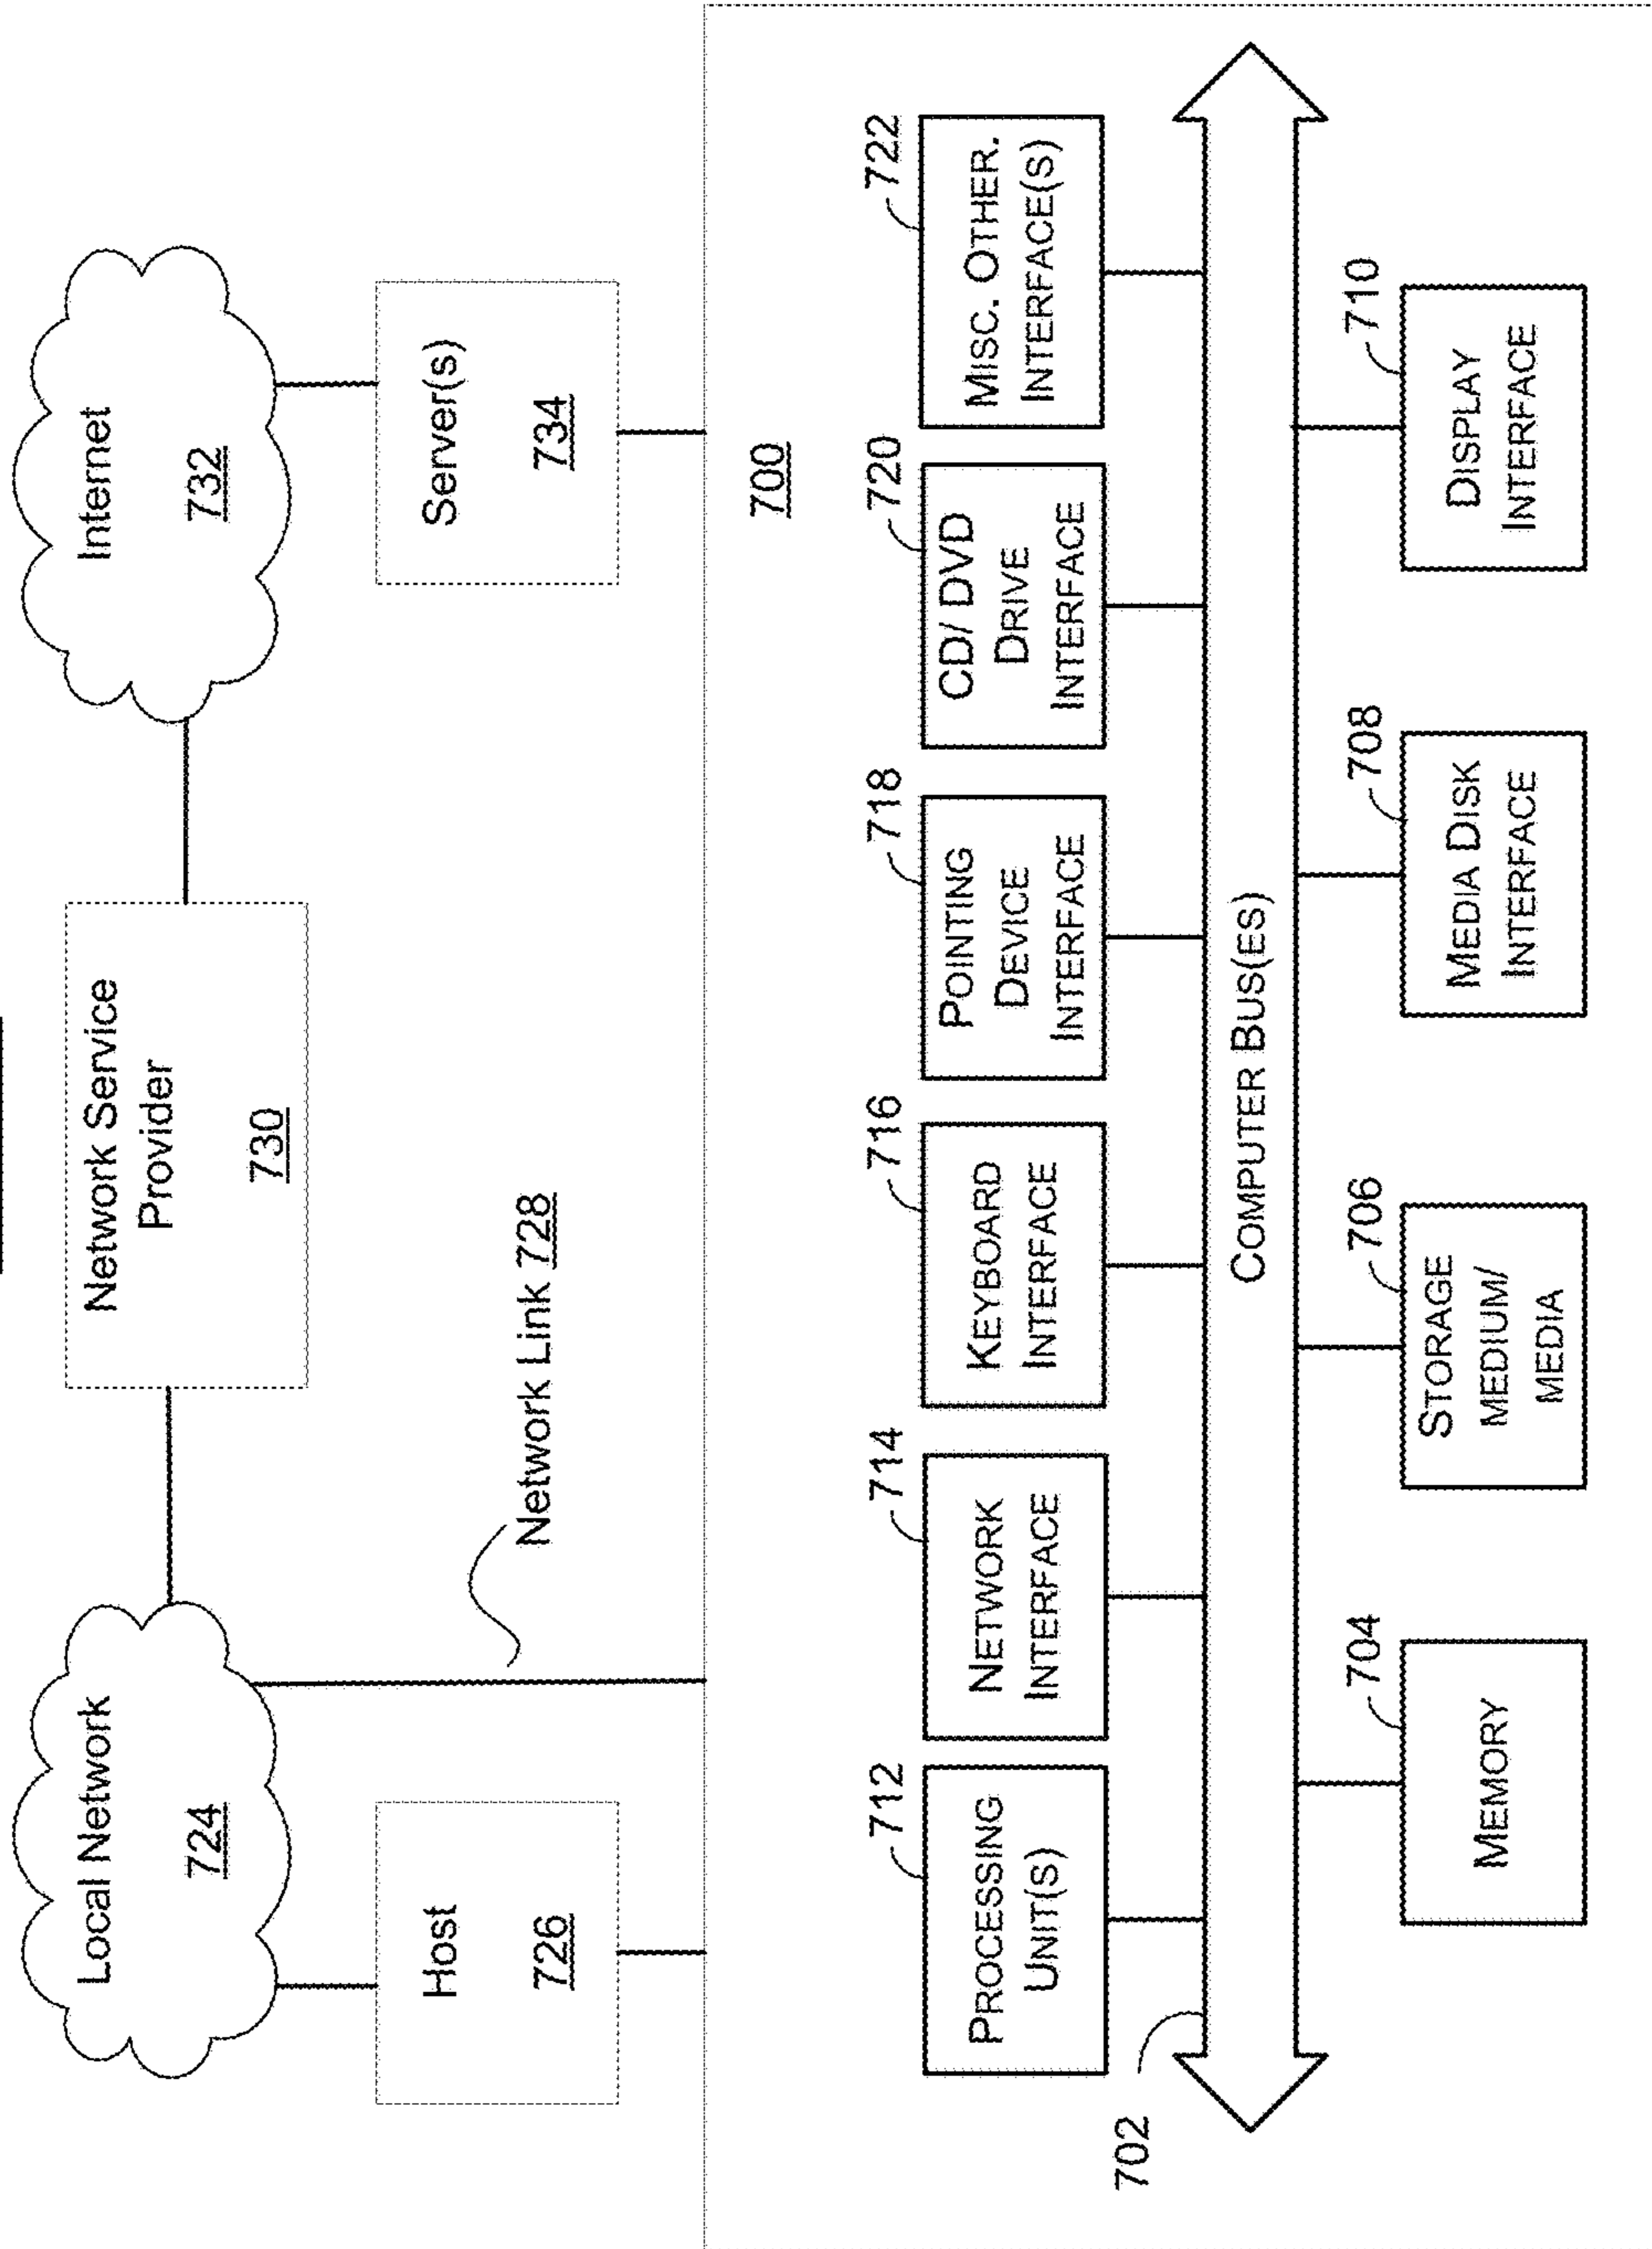 Local Network
724
Network Service
Provider
730
Internet
732
Host
726
Network Link 728
Server(s)
734
700
712
714
716
718
720
722
PROCESSING
UNIT(S)
NETWORK
INTERFACE
KEYBOARD
INTERFACE
POINTING
DEVICE
INTERFACE
CD/ DVD
DRIVE
INTERFACE
MISC. OTHER.
INTERFACE(S)
702
COMPUTER BUS(ES)
704
706
708
710
MEMORY
STORAGE
MEDIUM/
MEDIA
MEDIA DISK
INTERFACE
DISPLAY
INTERFACE